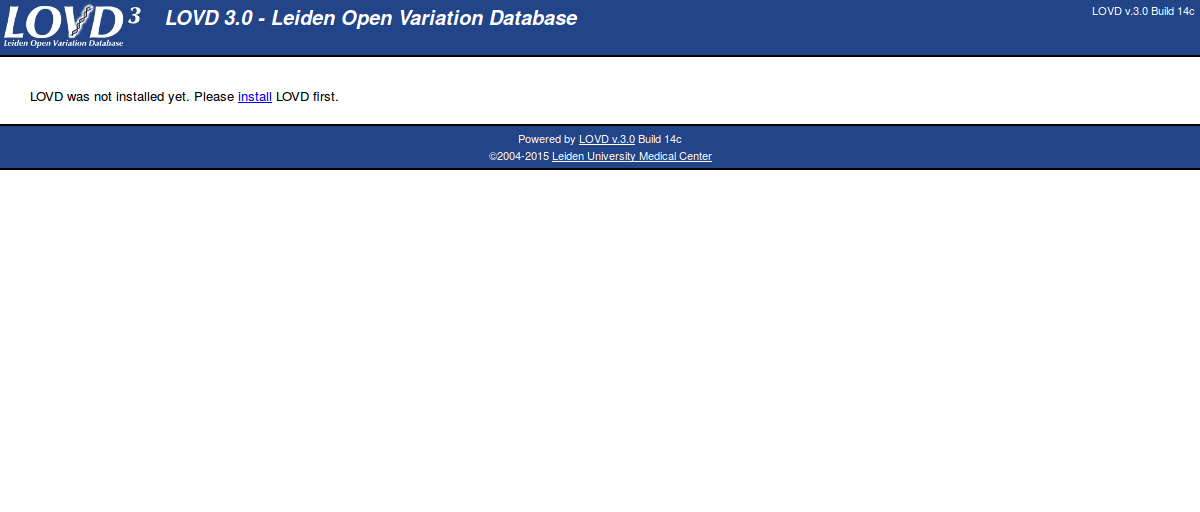 LOVD 3
Leiden Open Variation Database
LOVD 3.0 - Leiden Open Variation Database
LOVD v.3.0 Build 14c
LOVD was not installed yet. Please install LOVD first.
Powered by LOVD v.3.0 Build 14c
©2004-2015 Leiden University Medical Center